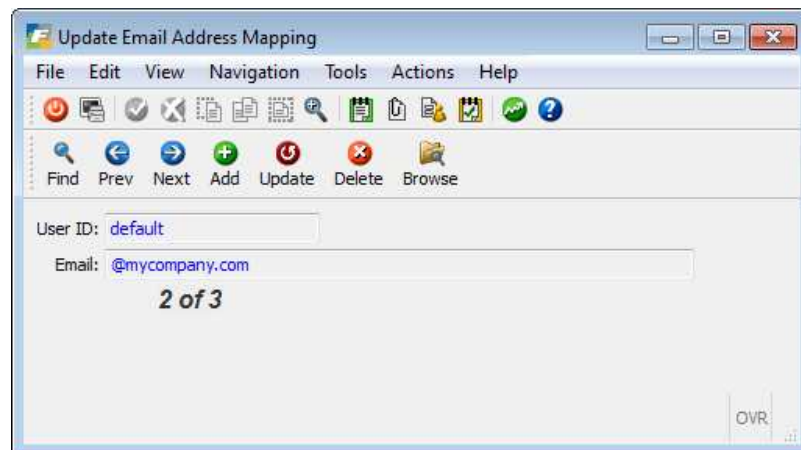 Update Email Address Mapping
File Edit View Navigation Tools Actions Help
Find Prev Next Add Update Delete Browse
User ID: default
Email: @mycompany.com
2 of 3
OVR